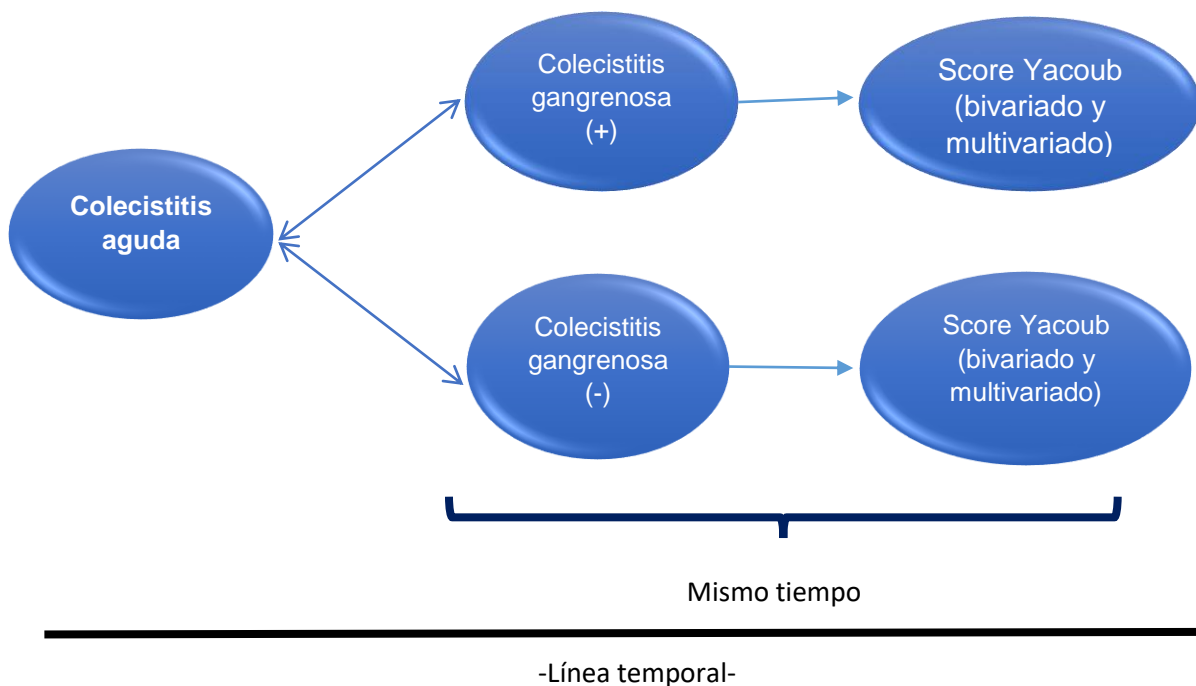 Colecistitis
aguda
Colecistitis
gangrenosa
(+)
Score Yacoub
(bivariado y
multivariado)
Colecistitis
gangrenosa
(-)
Score Yacoub
(bivariado y
multivariado)
Mismo tiempo
-Línea temporal-